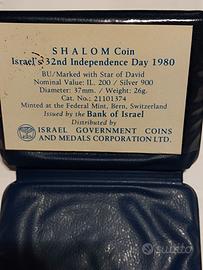 SHALOM Coin
Israel's 32nd Independence Day 1980
BU/Marked with Star of David
Nominal Value: IL. 200 / Silver 900
Diameter: 37mm. / Weight: 26g.
Cat. No.: 21101374
Minted at the Federal Mint, Bern, Switzerland
Issued by the Bank of Israel
Distributed by
ISRAEL GOVERNMENT COINS
AND MEDALS CORPORATION LTD.
subito